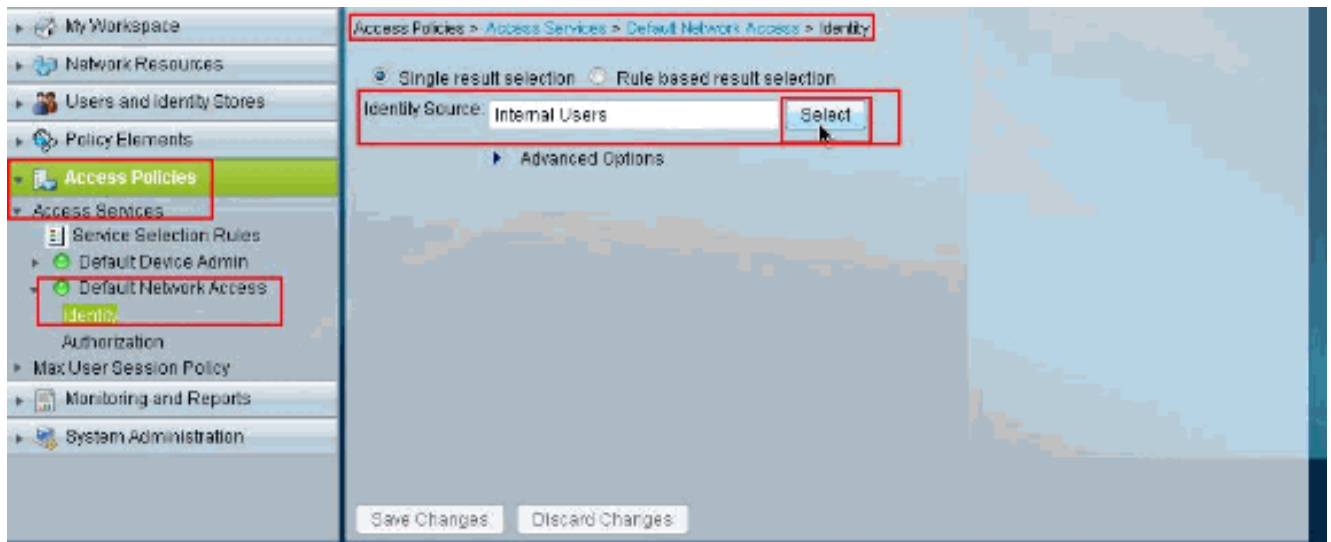 My Workspace
Network Resources
Users and Identity Stores
Policy Elements
Access Policies
Access Services
Service Selection Rules
Default Device Admin
Default Network Access
Identity
Authorization
Max User Session Policy
Monitoring and Reports
System Administration
Access Policies > Access Services > Default Network Access > Identity
Single result selection Rule based result selection
Identity Source: Internal Users Select
Advanced Options
Save Changes Discard Changes